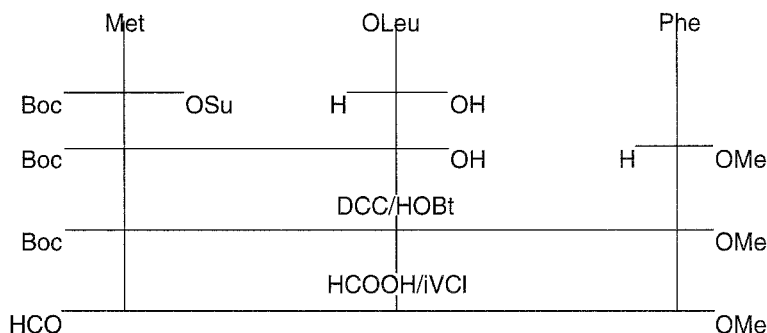 Met OLeu Phe
Boc OSu H OH
Boc OH H OMe
DCC/HOBt
Boc OMe
HCOOH/iVCl
HCO OMe